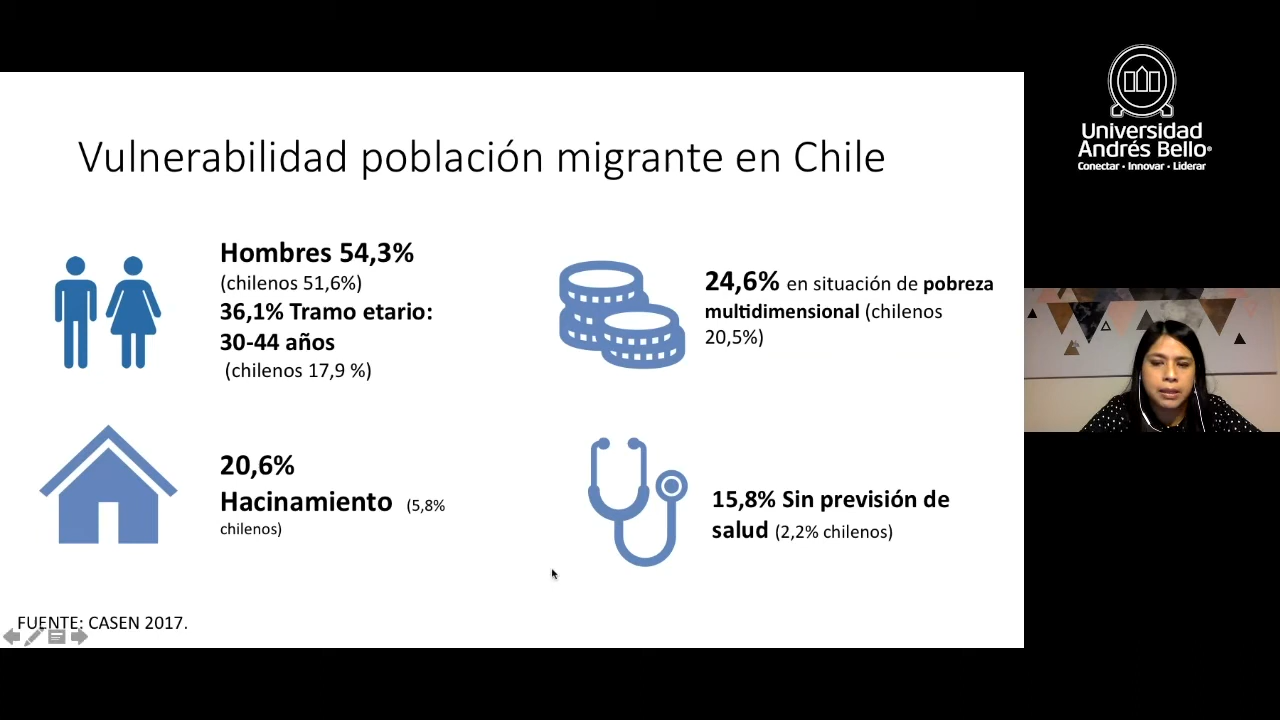 Vulnerabilidad población migrante en Chile
Hombres 54,3%
(chilenos 51,6%)
36,1% Tramo etario:
30-44 años
(chilenos 17,9 %)
24,6% en situación de pobreza
multidimensional (chilenos
20,5%)
20,6%
Hacinamiento (5,8%
chilenos)
15,8% Sin previsión de
salud (2,2% chilenos)
FUENTE: CASEN 2017.
Universidad
Andrés Bello®
Conectar • Innovar • Liderar